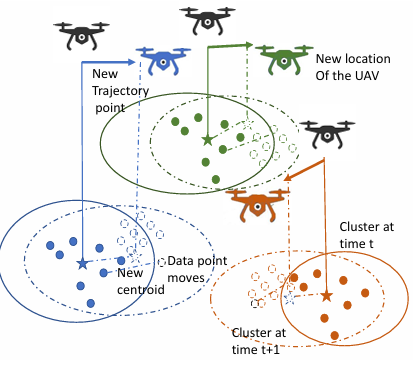 New location
Of the UAV
New
Trajectory
point
Cluster at
time t
Data point
moves
New
centroid
Cluster at
time t+1